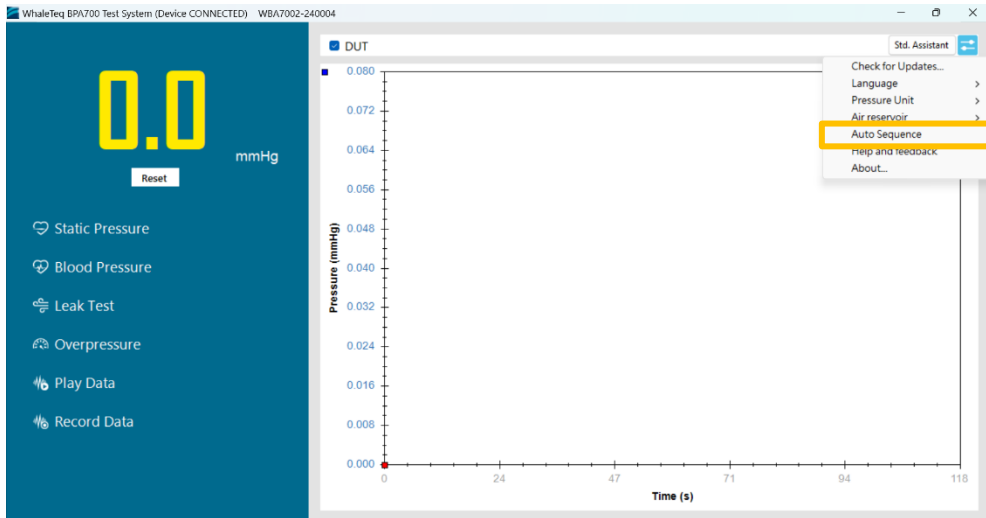 WhaleTeq BPA700 Test System (Device CONNECTED) WBA7002-240004
0.0
mmHg
Reset
Static Pressure
Blood Pressure
Leak Test
Overpressure
Play Data
Record Data
DUT
Std. Assistant
Check for Updates...
Language
Pressure Unit
Air reservoir
Auto Sequence
Help and feedback
About...
Pressure (mmHg)
0.080
0.072
0.064
0.056
0.048
0.040
0.032
0.024
0.016
0.008
0.000
0 24 47 71 94 118
Time (s)